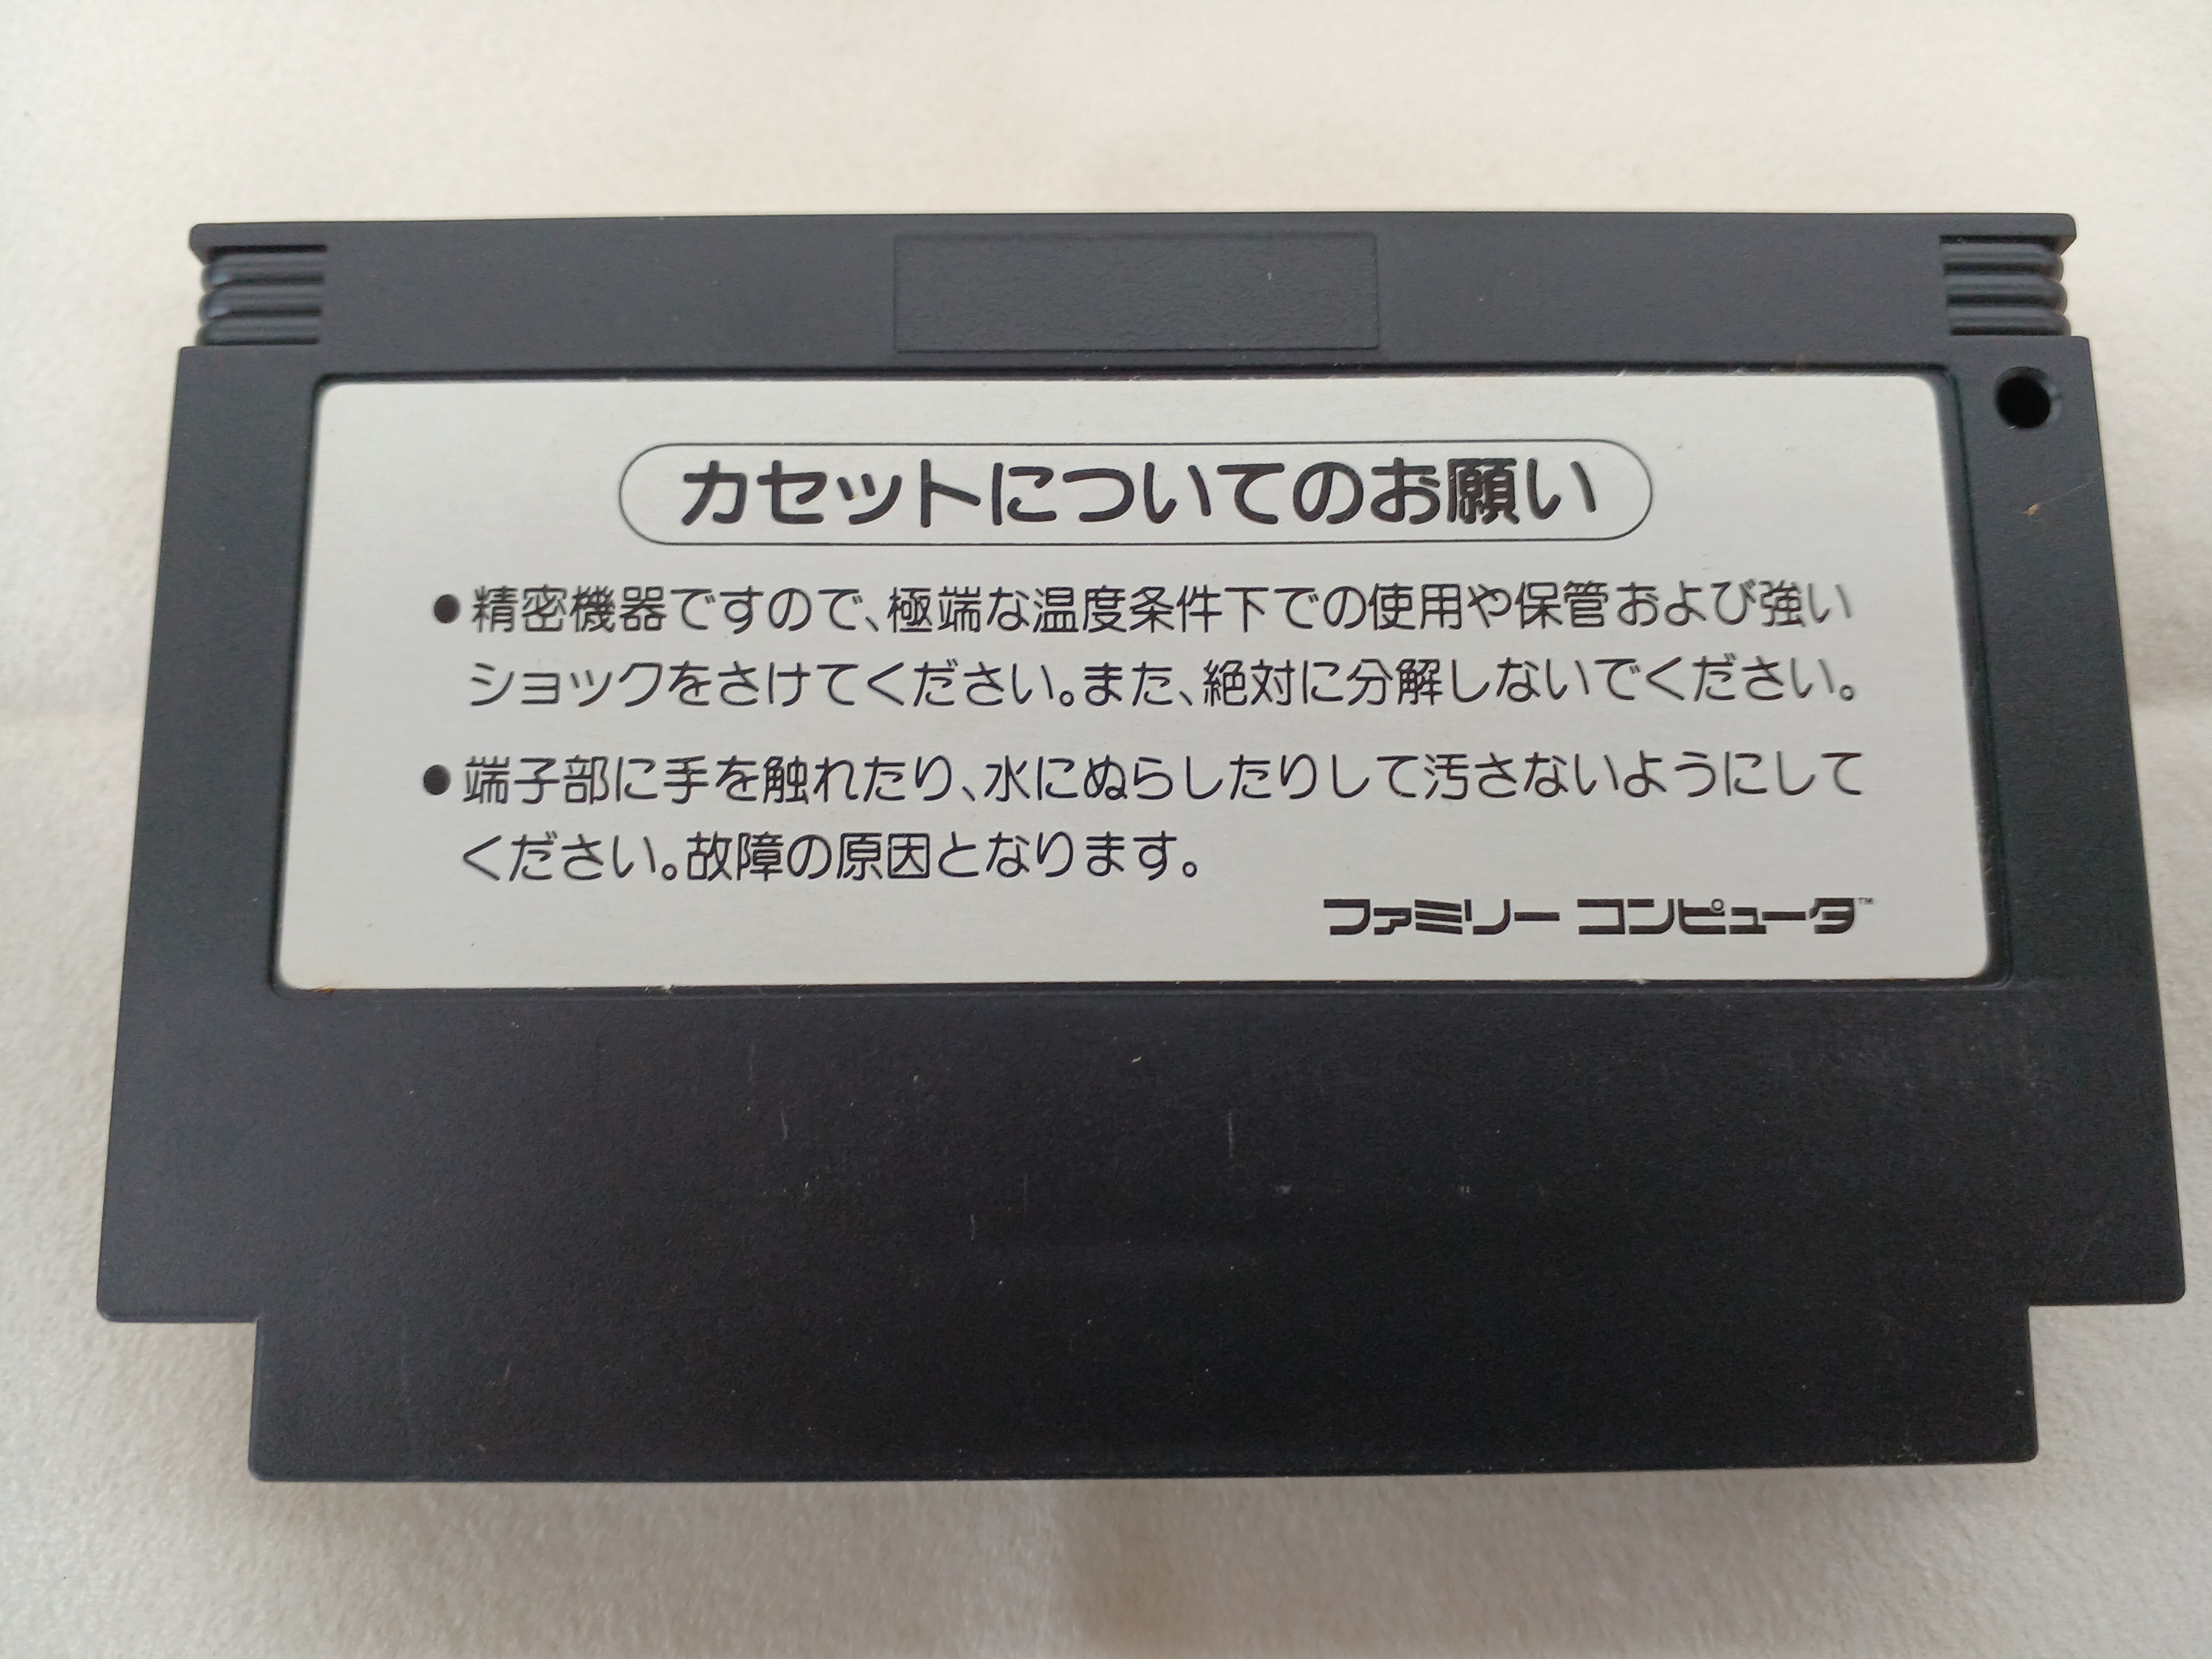 カセットについてのお願い
●精密機器ですので、極端な温度条件下での使用や保管および強い
ショックをさけてください。また、絶対に分解しないでください。
●端子部に手を触れたり、水にぬらしたりして汚さないようにして
ください。故障の原因となります。
ファミリー コンピュータ™